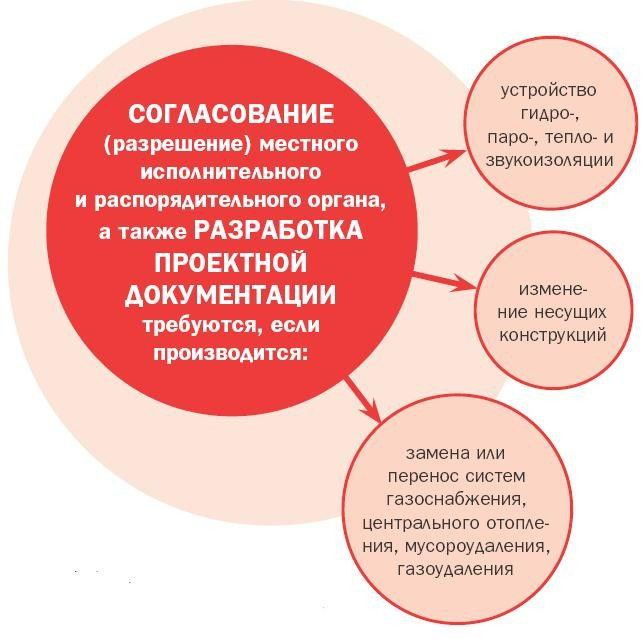 СОГЛАСОВАНИЕ
(разрешение) местного
исполнительного
и распорядительного органа,
а также РАЗРАБОТКА
ПРОЕКТНОЙ
ДОКУМЕНТАЦИИ
требуются, если
производится:
устройство
гидро-,
паро-, тепло- и
звукоизоляции
измене-
ние несущих
конструкций
замена или
перенос систем
газоснабжения,
центрального отопле-
ния, мусороудаления,
газоудаления